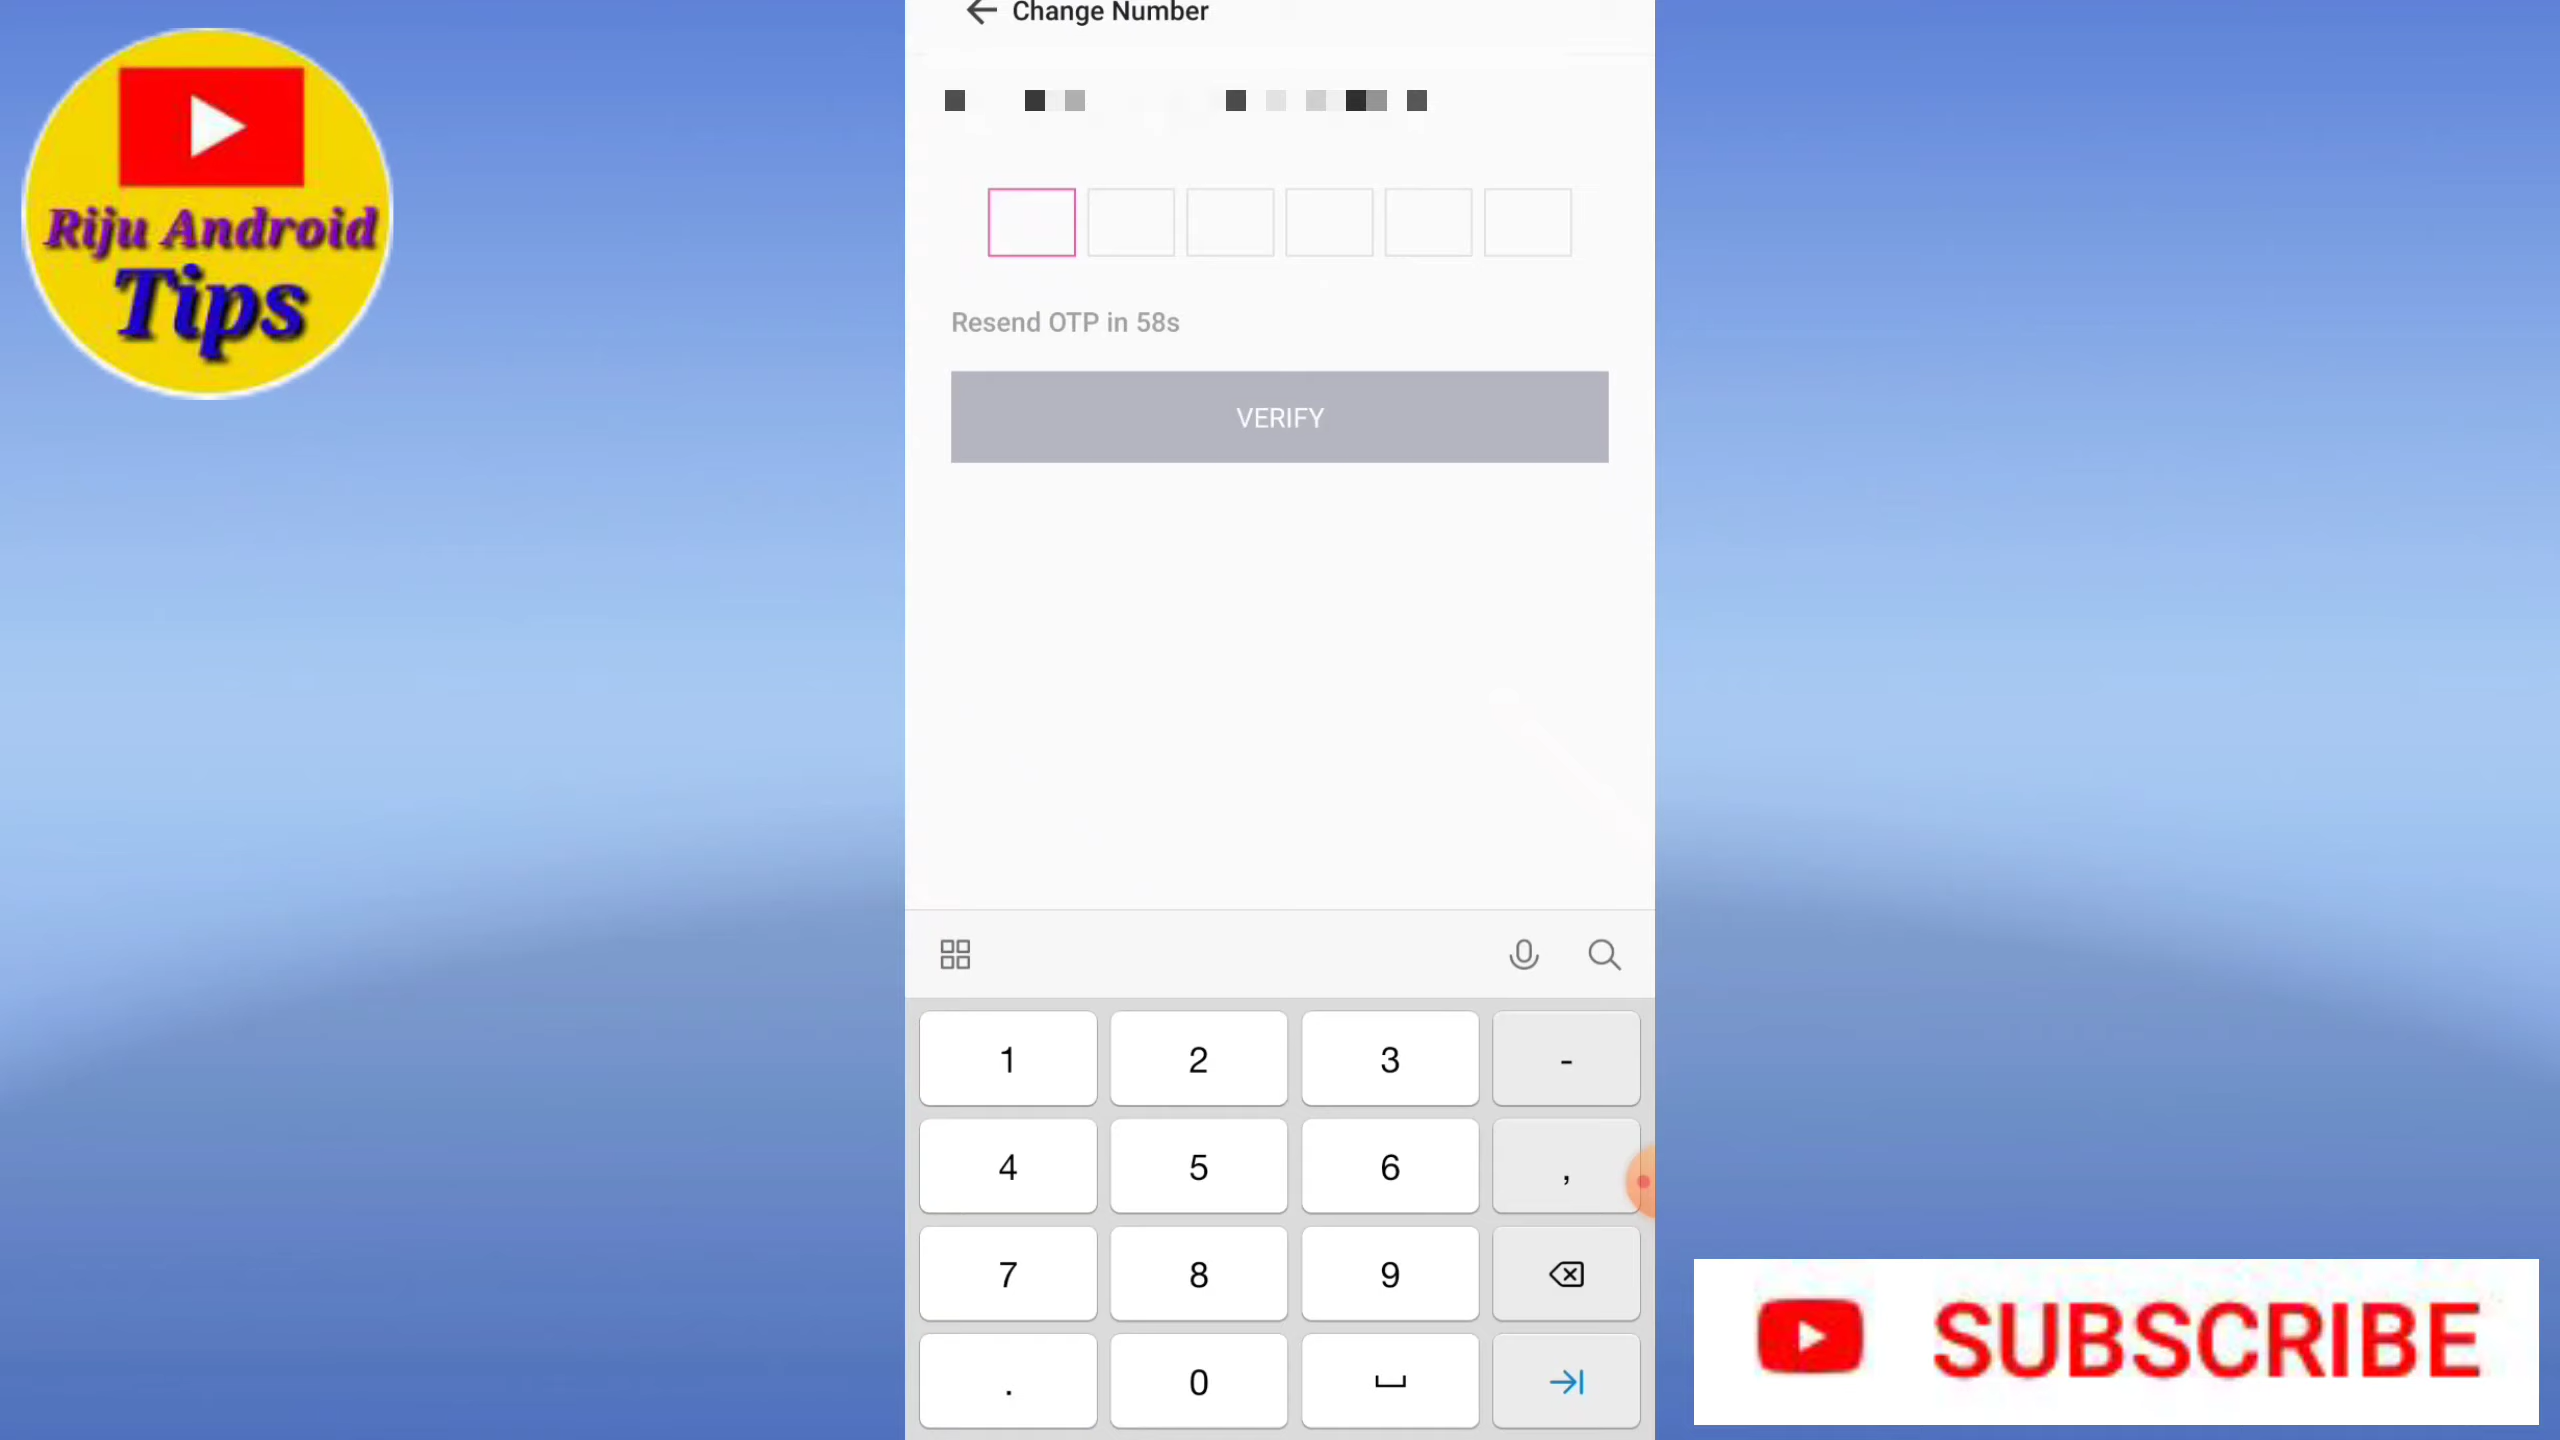 Riju Android
Tips
Change Number
Resend OTP in 58s
VERIFY
1 2 3 -
4 5 6 ,
7 8 9
. 0
SUBSCRIBE